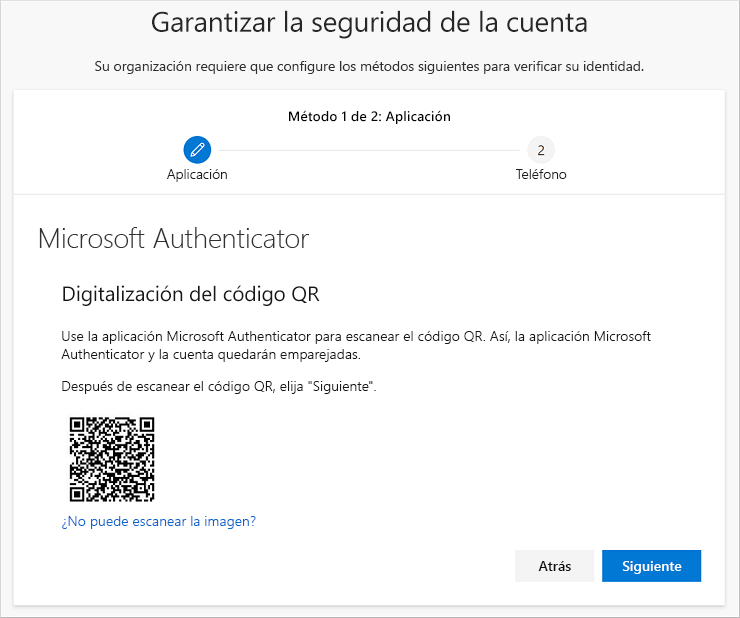 Garantizar la seguridad de la cuenta
Su organización requiere que configure los métodos siguientes para verificar su identidad.
Método 1 de 2: Aplicación
2
Aplicación
Teléfono
Microsoft Authenticator
Digitalización del código QR
Use la aplicación Microsoft Authenticator para escanear el código QR. Así, la aplicación Microsoft
Authenticator y la cuenta quedarán emparejadas.
Después de escanear el código QR, elija "Siguiente".
¿No puede escanear la imagen?
Atrás
Siguiente